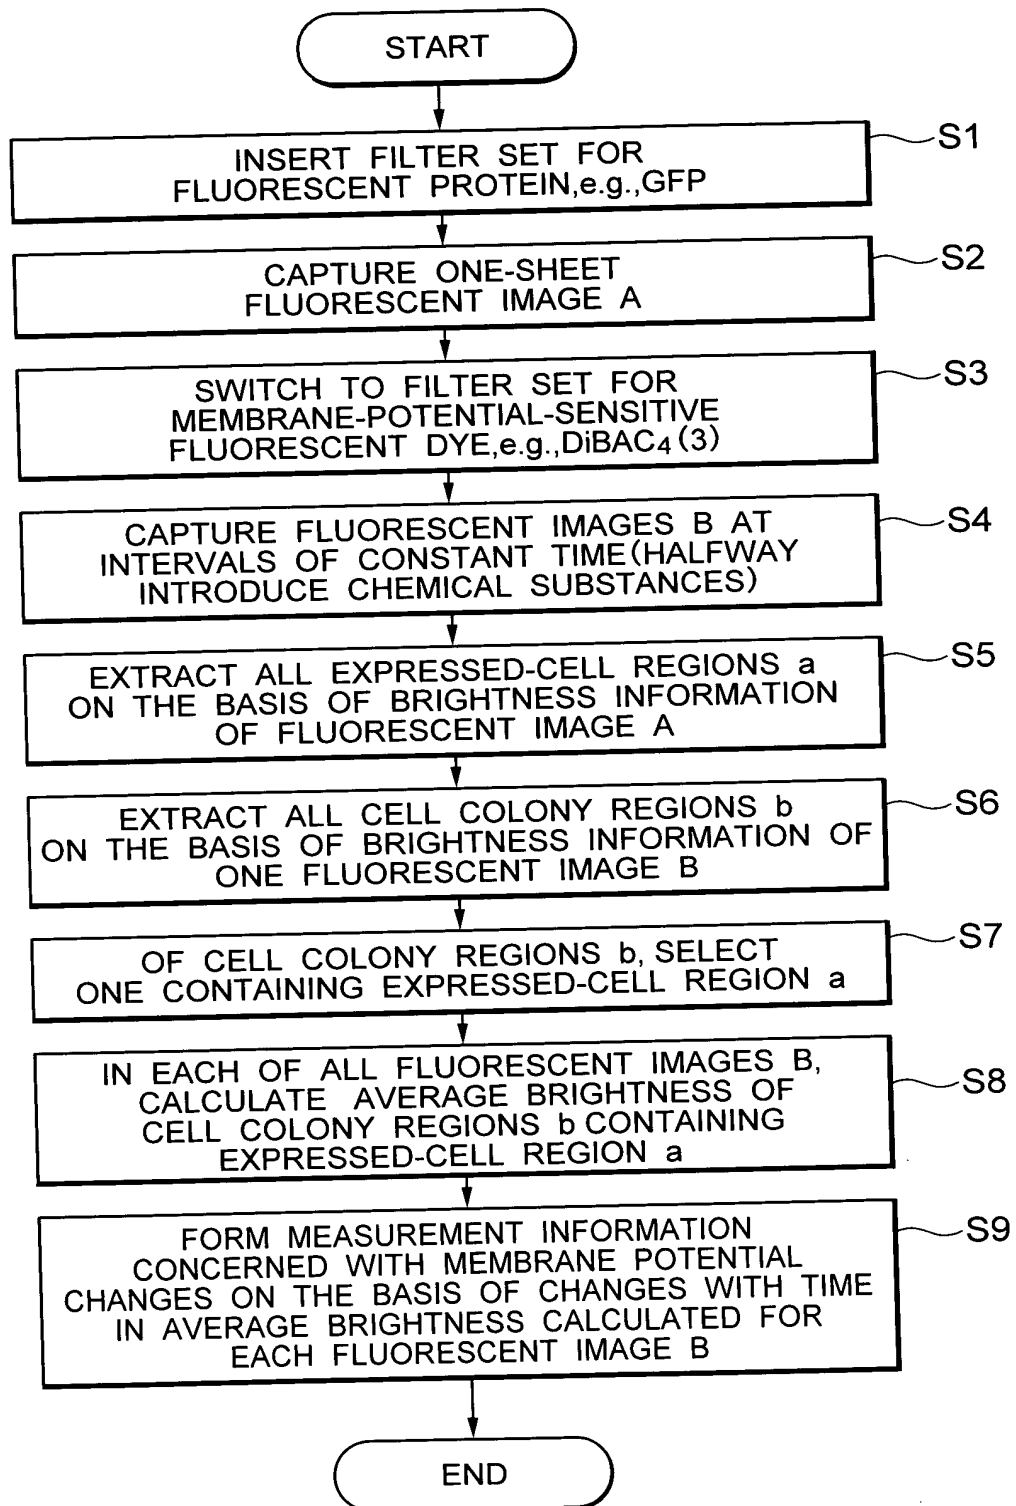 START
INSERT FILTER SET FOR
FLUORESCENT PROTEIN,e.g.,GFP
S1
CAPTURE ONE-SHEET
FLUORESCENT IMAGE A
S2
SWITCH TO FILTER SET FOR
MEMBRANE-POTENTIAL-SENSITIVE
FLUORESCENT DYE,e.g.,DiBAC₄(3)
S3
CAPTURE FLUORESCENT IMAGES B AT
INTERVALS OF CONSTANT TIME(HALFWAY
INTRODUCE CHEMICAL SUBSTANCES)
S4
EXTRACT ALL EXPRESSED-CELL REGIONS a
ON THE BASIS OF BRIGHTNESS INFORMATION
OF FLUORESCENT IMAGE A
S5
EXTRACT ALL CELL COLONY REGIONS b
ON THE BASIS OF BRIGHTNESS INFORMATION OF
ONE FLUORESCENT IMAGE B
S6
OF CELL COLONY REGIONS b, SELECT
ONE CONTAINING EXPRESSED-CELL REGION a
S7
IN EACH OF ALL FLUORESCENT IMAGES B,
CALCULATE AVERAGE BRIGHTNESS OF
CELL COLONY REGIONS b CONTAINING
EXPRESSED-CELL REGION a
S8
FORM MEASUREMENT INFORMATION
CONCERNED WITH MEMBRANE POTENTIAL
CHANGES ON THE BASIS OF CHANGES WITH TIME
IN AVERAGE BRIGHTNESS CALCULATED FOR
EACH FLUORESCENT IMAGE B
S9
END